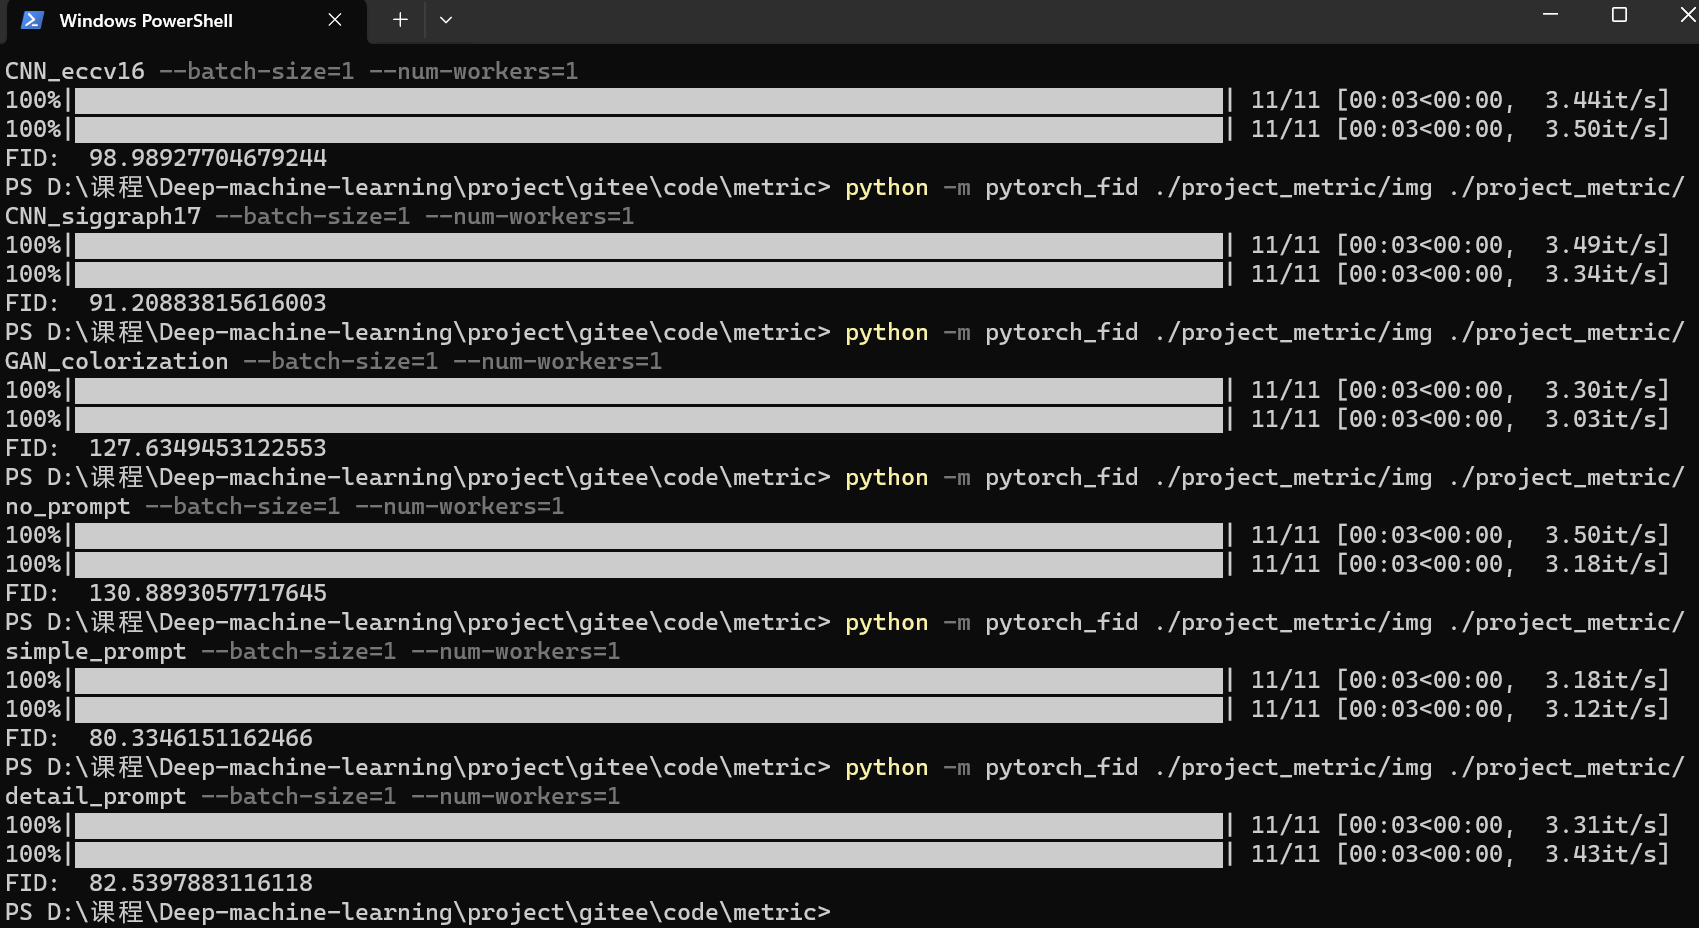 Windows PowerShell
CNN_eccv16 --batch-size=1 --num-workers=1
100%| | 11/11 [00:03<00:00, 3.44it/s]
100%| | 11/11 [00:03<00:00, 3.50it/s]
FID: 98.98927704679244
PS D:\课程\Deep-machine-learning\project\gitee\code\metric> python -m pytorch_fid ./project_metric/img ./project_metric/
CNN_siggraph17 --batch-size=1 --num-workers=1
100%| | 11/11 [00:03<00:00, 3.49it/s]
100%| | 11/11 [00:03<00:00, 3.34it/s]
FID: 91.20883815616003
PS D:\课程\Deep-machine-learning\project\gitee\code\metric> python -m pytorch_fid ./project_metric/img ./project_metric/
GAN_colorization --batch-size=1 --num-workers=1
100%| | 11/11 [00:03<00:00, 3.30it/s]
100%| | 11/11 [00:03<00:00, 3.03it/s]
FID: 127.6349453122553
PS D:\课程\Deep-machine-learning\project\gitee\code\metric> python -m pytorch_fid ./project_metric/img ./project_metric/
no_prompt --batch-size=1 --num-workers=1
100%| | 11/11 [00:03<00:00, 3.50it/s]
100%| | 11/11 [00:03<00:00, 3.18it/s]
FID: 130.8893057717645
PS D:\课程\Deep-machine-learning\project\gitee\code\metric> python -m pytorch_fid ./project_metric/img ./project_metric/
simple_prompt --batch-size=1 --num-workers=1
100%| | 11/11 [00:03<00:00, 3.18it/s]
100%| | 11/11 [00:03<00:00, 3.12it/s]
FID: 80.3346151162466
PS D:\课程\Deep-machine-learning\project\gitee\code\metric> python -m pytorch_fid ./project_metric/img ./project_metric/
detail_prompt --batch-size=1 --num-workers=1
100%| | 11/11 [00:03<00:00, 3.31it/s]
100%| | 11/11 [00:03<00:00, 3.43it/s]
FID: 82.5397883116118
PS D:\课程\Deep-machine-learning\project\gitee\code\metric>